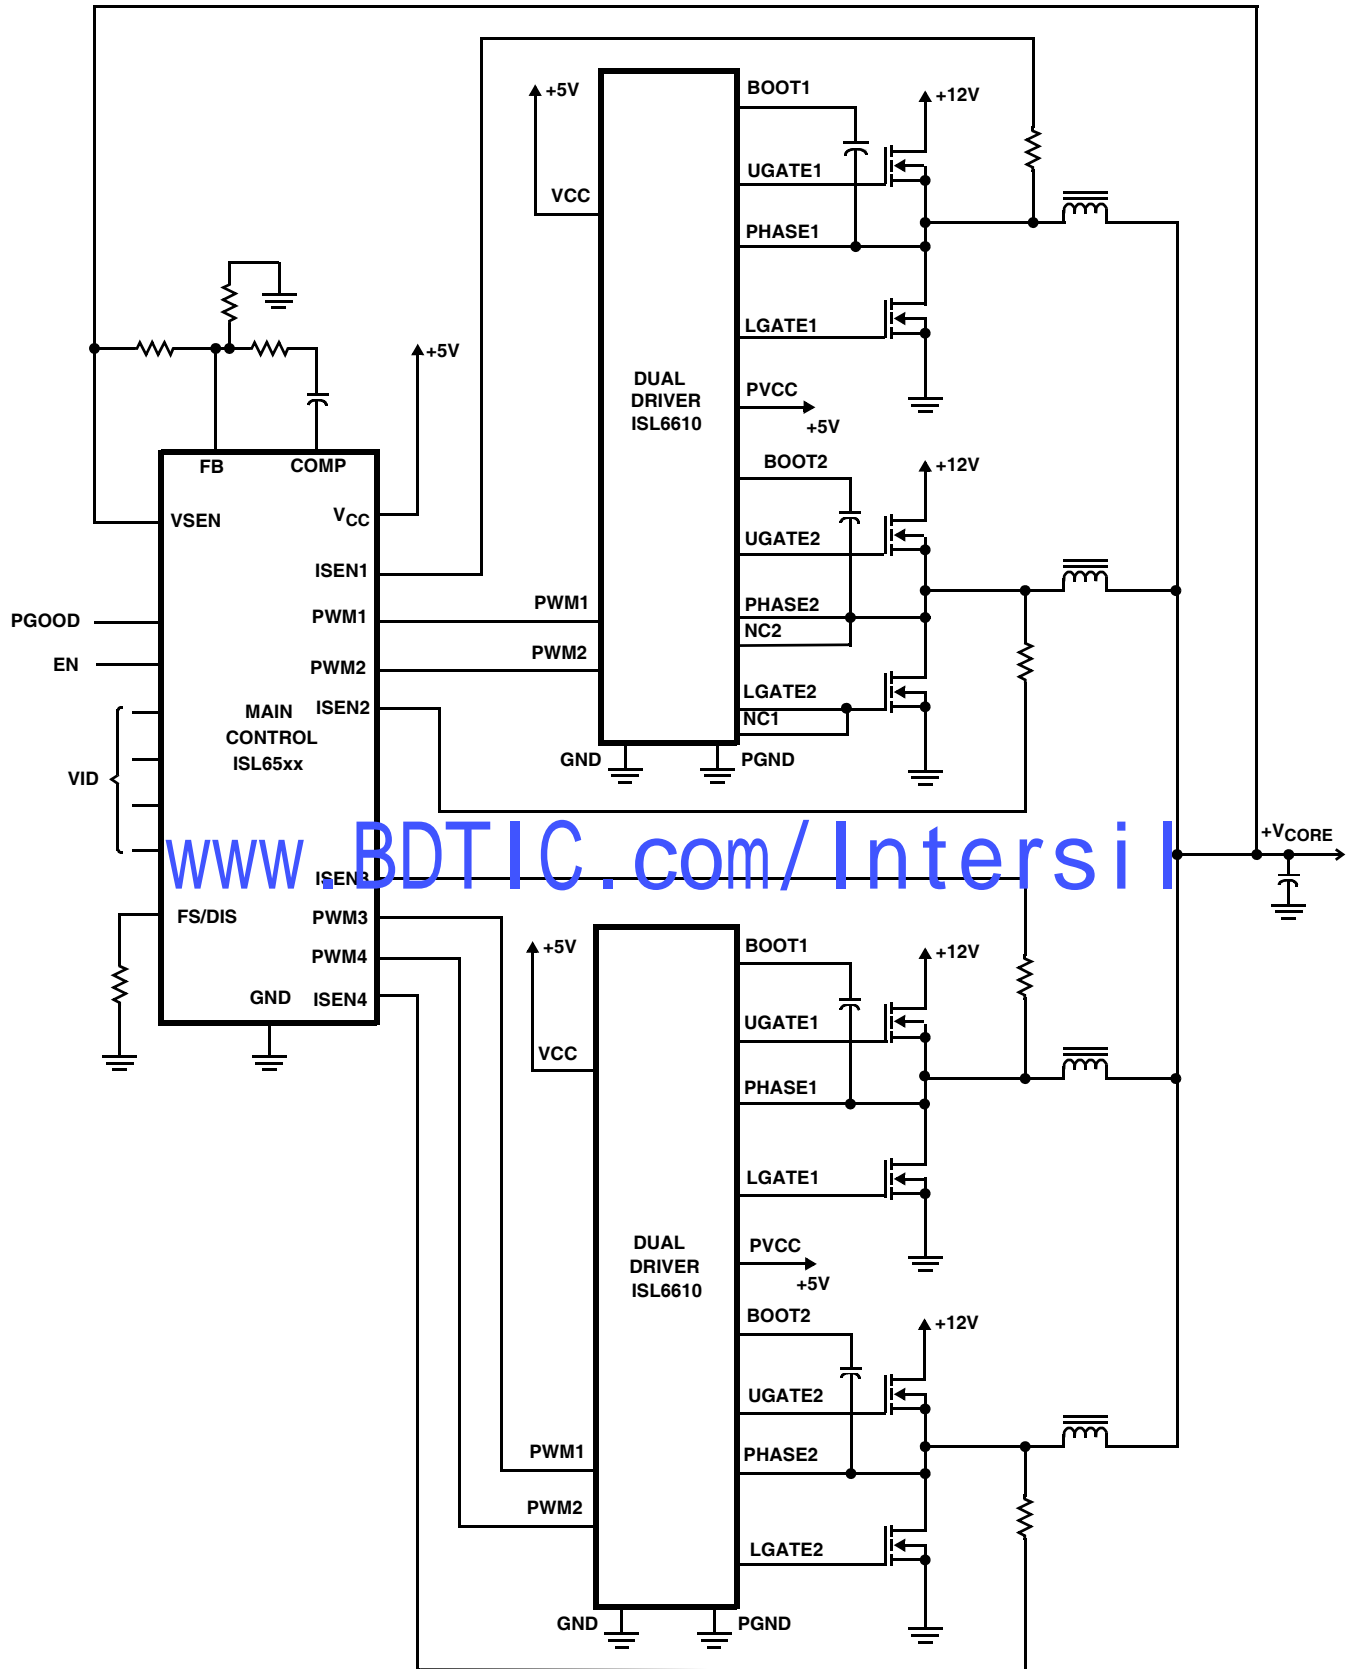 +5V
BOOT1
+12V
UGATE1
VCC
PHASE1
LGATE1
+5V
DUAL
DRIVER
ISL6610
PVCC
+5V
FB
COMP
BOOT2
+12V
VSEN
VCC
UGATE2
ISEN1
PGOOD
PWM1
PWM1
PHASE2
NC2
EN
PWM2
PWM2
ISEN2
LGATE2
NC1
MAIN
CONTROL
ISL65xx
VID
GND
PGND
+VCORE
www.BDTIC.com/Intersil
ISEN3
FS/DIS
PWM3
PWM4
GND
ISEN4
+5V
BOOT1
+12V
UGATE1
VCC
PHASE1
LGATE1
DUAL
DRIVER
ISL6610
PVCC
+5V
BOOT2
+12V
UGATE2
PWM1
PHASE2
PWM2
LGATE2
GND
PGND